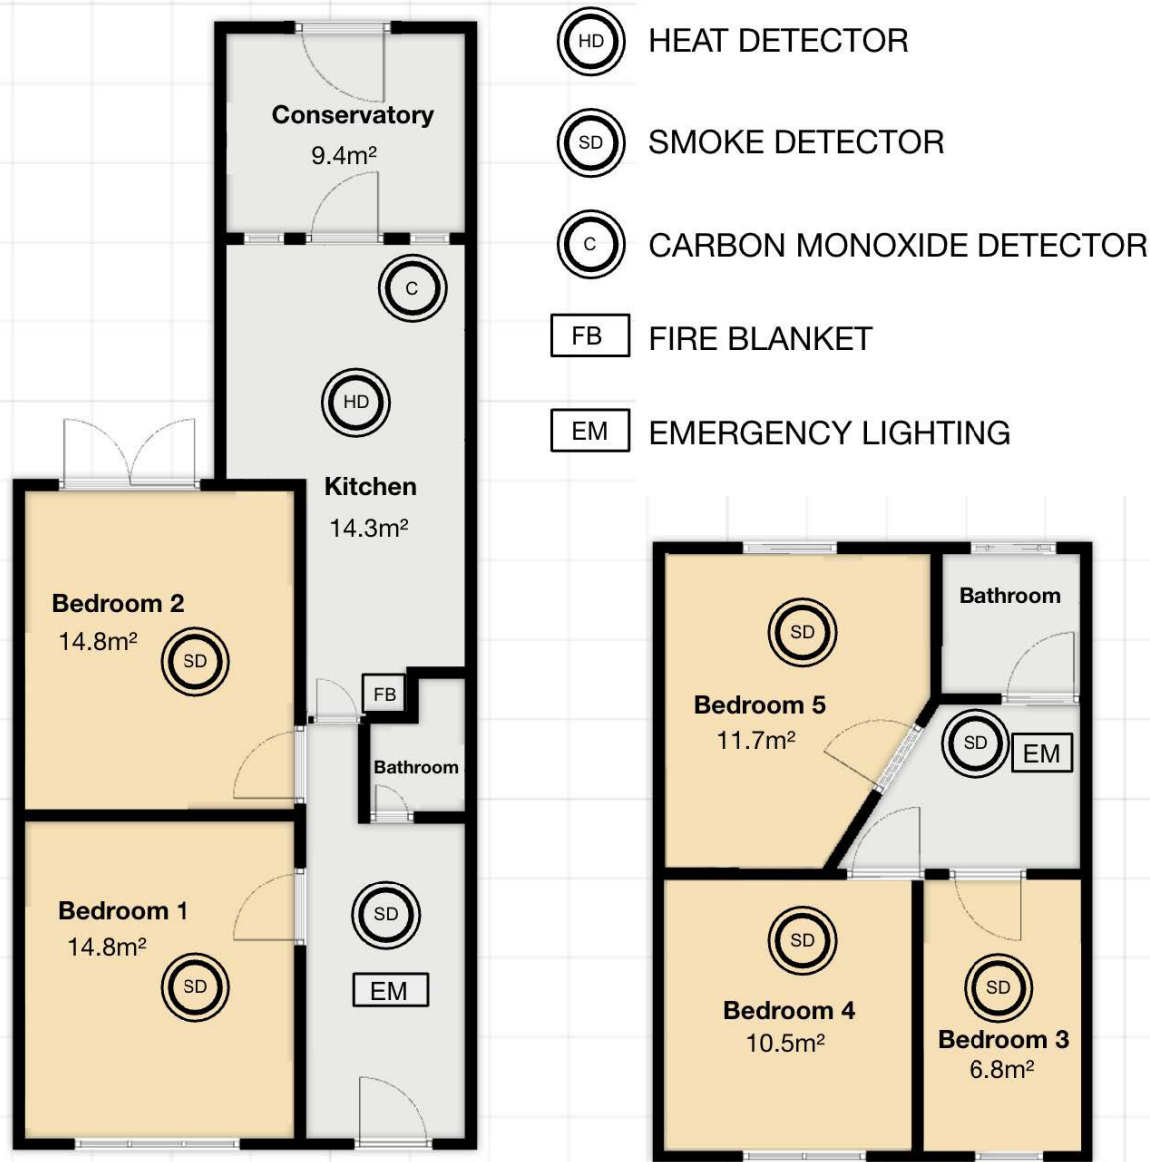 HD HEAT DETECTOR
SD SMOKE DETECTOR
C CARBON MONOXIDE DETECTOR
FB FIRE BLANKET
EM EMERGENCY LIGHTING
Conservatory
9.4m²
C
HD
Kitchen
14.3m²
Bedroom 2
14.8m²
SD
FB
Bathroom
Bedroom 1
14.8m²
SD
SD
EM
SD
Bedroom 5
11.7m²
Bathroom
SD
EM
SD
Bedroom 4
10.5m²
SD
Bedroom 3
6.8m²